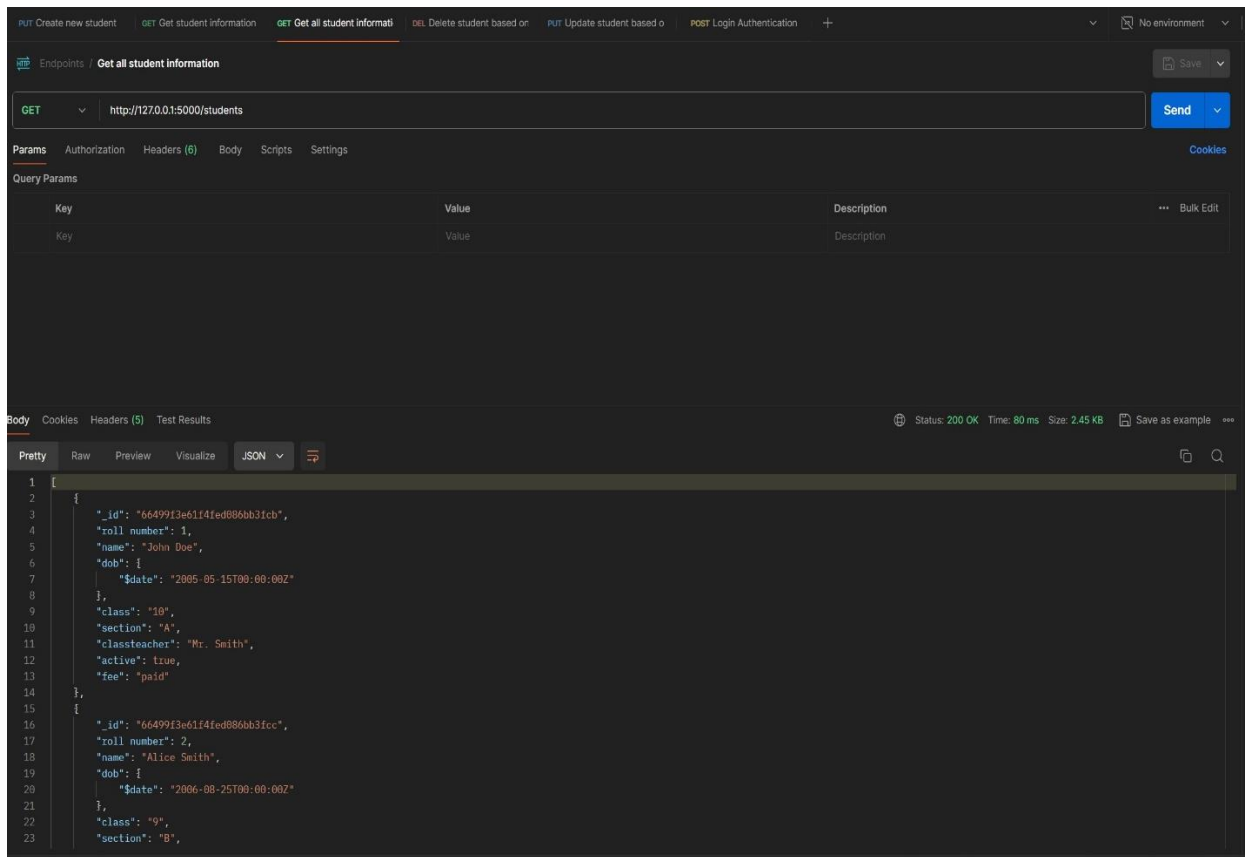 PUT Create new student GET Get student information GET Get all student informati DEL Delete student based on PUT Update student based o POST Login Authentication + No environment
HTTP Endpoints / Get all student information Save
GET http://127.0.0.1:5000/students Send
Params Authorization Headers (6) Body Scripts Settings Cookies
Query Params
Key Value Description ••• Bulk Edit
Key Value Description
Body Cookies Headers (5) Test Results Status: 200 OK Time: 80 ms Size: 2.45 KB Save as example
Pretty Raw Preview Visualize JSON
1 [
2 {
3 "_id": "66499f3e61f4fed086bb3fcb",
4 "roll number": 1,
5 "name": "John Doe",
6 "dob": {
7 "$date": "2005-05-15T00:00:00Z"
8 },
9 "class": "10",
10 "section": "A",
11 "classteacher": "Mr. Smith",
12 "active": true,
13 "fee": "paid"
14 },
15 {
16 "_id": "66499f3e61f4fed086bb3fcc",
17 "roll number": 2,
18 "name": "Alice Smith",
19 "dob": {
20 "$date": "2006-08-25T00:00:00Z"
21 },
22 "class": "9",
23 "section": "B",